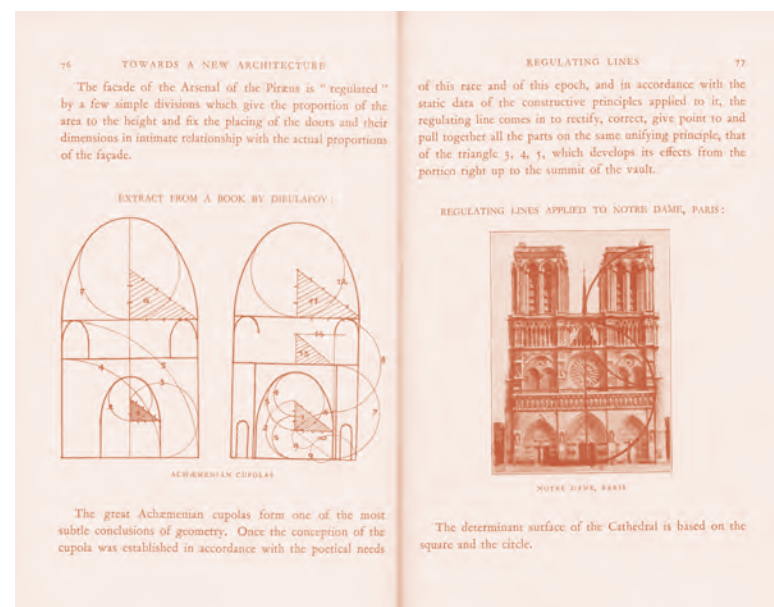 76 TOWARDS A NEW ARCHITECTURE
The facade of the Arsenal of the Piræus is “ regulated ”
by a few simple divisions which give the proportion of the
area to the height and fix the placing of the doors and their
dimensions in intimate relationship with the actual proportions
of the façade.
EXTRACT FROM A BOOK BY DIEULAFOY :
ACHÆMENIAN CUPOLAS
The great Achæmenian cupolas form one of the most
subtle conclusions of geometry. Once the conception of the
cupola was established in accordance with the poetical needs
REGULATING LINES 77
of this race and of this epoch, and in accordance with the
static data of the constructive principles applied to it, the
regulating line comes in to rectify, correct, give point to and
pull together all the parts on the same unifying principle, that
of the triangle 3, 4, 5, which develops its effects from the
portico right up to the summit of the vault.
REGULATING LINES APPLIED TO NOTRE DAME, PARIS :
NOTRE DAME, PARIS
The determinant surface of the Cathedral is based on the
square and the circle.